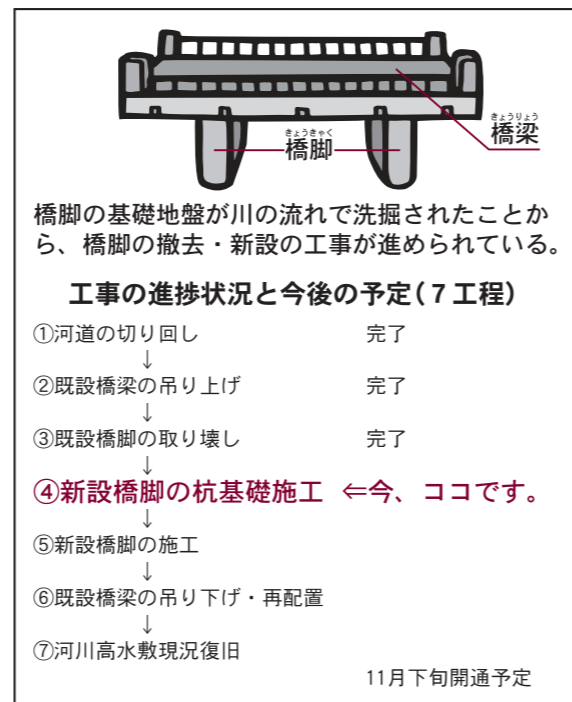 きょうりょう
橋梁
きょうきゃく
橋脚
橋脚の基礎地盤が川の流れで洗掘されたことか
ら、橋脚の撤去・新設の工事が進められている。
工事の進捗状況と今後の予定(7工程)
①河道の切り回し 完了
↓
②既設橋梁の吊り上げ 完了
↓
③既設橋脚の取り壊し 完了
↓
④新設橋脚の杭基礎施工 ⇐今、ココです。
↓
⑤新設橋脚の施工
↓
⑥既設橋梁の吊り下げ・再配置
↓
⑦河川高水敷現況復旧
11月下旬開通予定